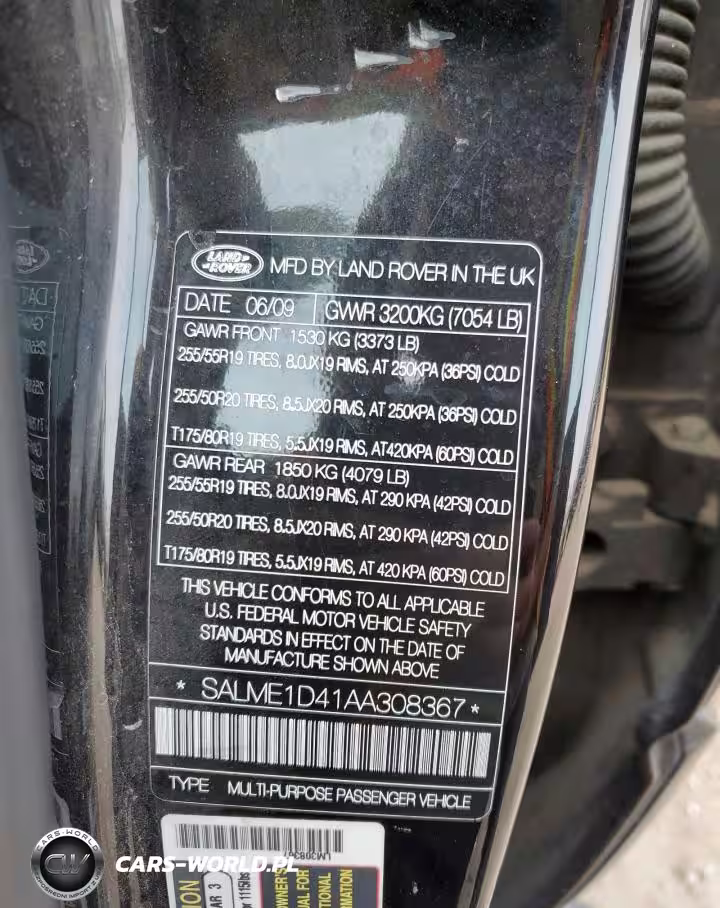 LAND ROVER MFD BY LAND ROVER IN THE UK
DATE 06/09 GWWR 3200KG (7054 LB)
GAWR FRONT 1530 KG (3373 LB)
255/55R19 TIRES, 8.0JX19 RIMS, AT 250KPA (36PSI) COLD
255/50R20 TIRES, 8.5JX20 RIMS, AT 250KPA (36PSI) COLD
T175/80R19 TIRES, 5.5JX19 RIMS, AT420KPA (60PSI) COLD
GAWR REAR 1850 KG (4079 LB)
255/55R19 TIRES, 8.0JX19 RIMS, AT 290 KPA (42PSI) COLD
255/50R20 TIRES, 8.5JX20 RIMS, AT 290 KPA (42PSI) COLD
T175/80R19 TIRES, 5.5JX19 RIMS, AT 420 KPA (60PSI) COLD
THIS VEHICLE CONFORMS TO ALL APPLICABLE
U.S. FEDERAL MOTOR VEHICLE SAFETY
STANDARDS IN EFFECT ON THE DATE OF
MANUFACTURE SHOWN ABOVE
* SALME1D41AA308367 *
TYPE MULTI-PURPOSE PASSENGER VEHICLE
LM308367
CARS-WORLD
CW
CARS-WORLD.PL